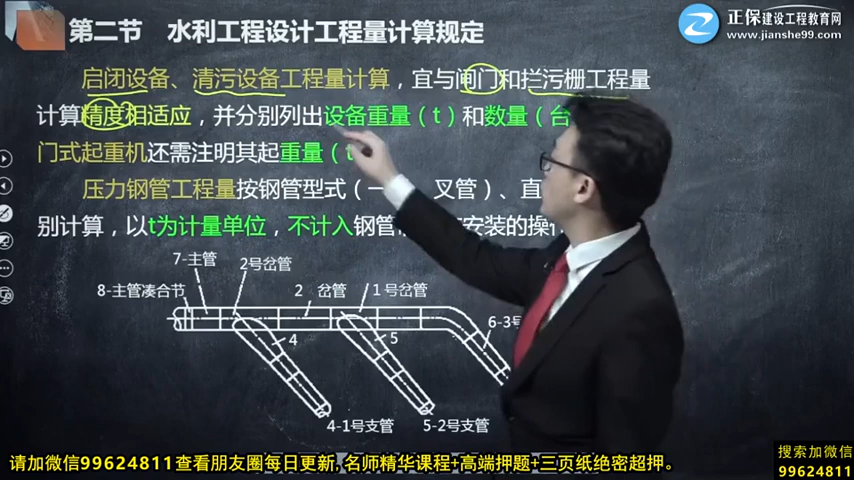 第二节 水利工程设计工程量计算规定
正保建设工程教育网
www.jianshe99.com
启闭设备、清污设备工程量计算，宜与闸门和拦污栅工程量
计算精度相适应，并分别列出设备重量（t）和数量（台
门式起重机还需注明其起重量（t
压力钢管工程量按钢管型式（一 叉管）、直
别计算，以t为计量单位，不计入钢管 安装的操作
7-主管
2号岔管
8-主管凑合节
2 岔管
1号岔管
6-3号
4
5
4-1号支管
5-2号支管
请加微信99624811查看朋友圈每日更新，名师精华课程+高端押题+三页纸绝密超押。
搜索加微信
99624811